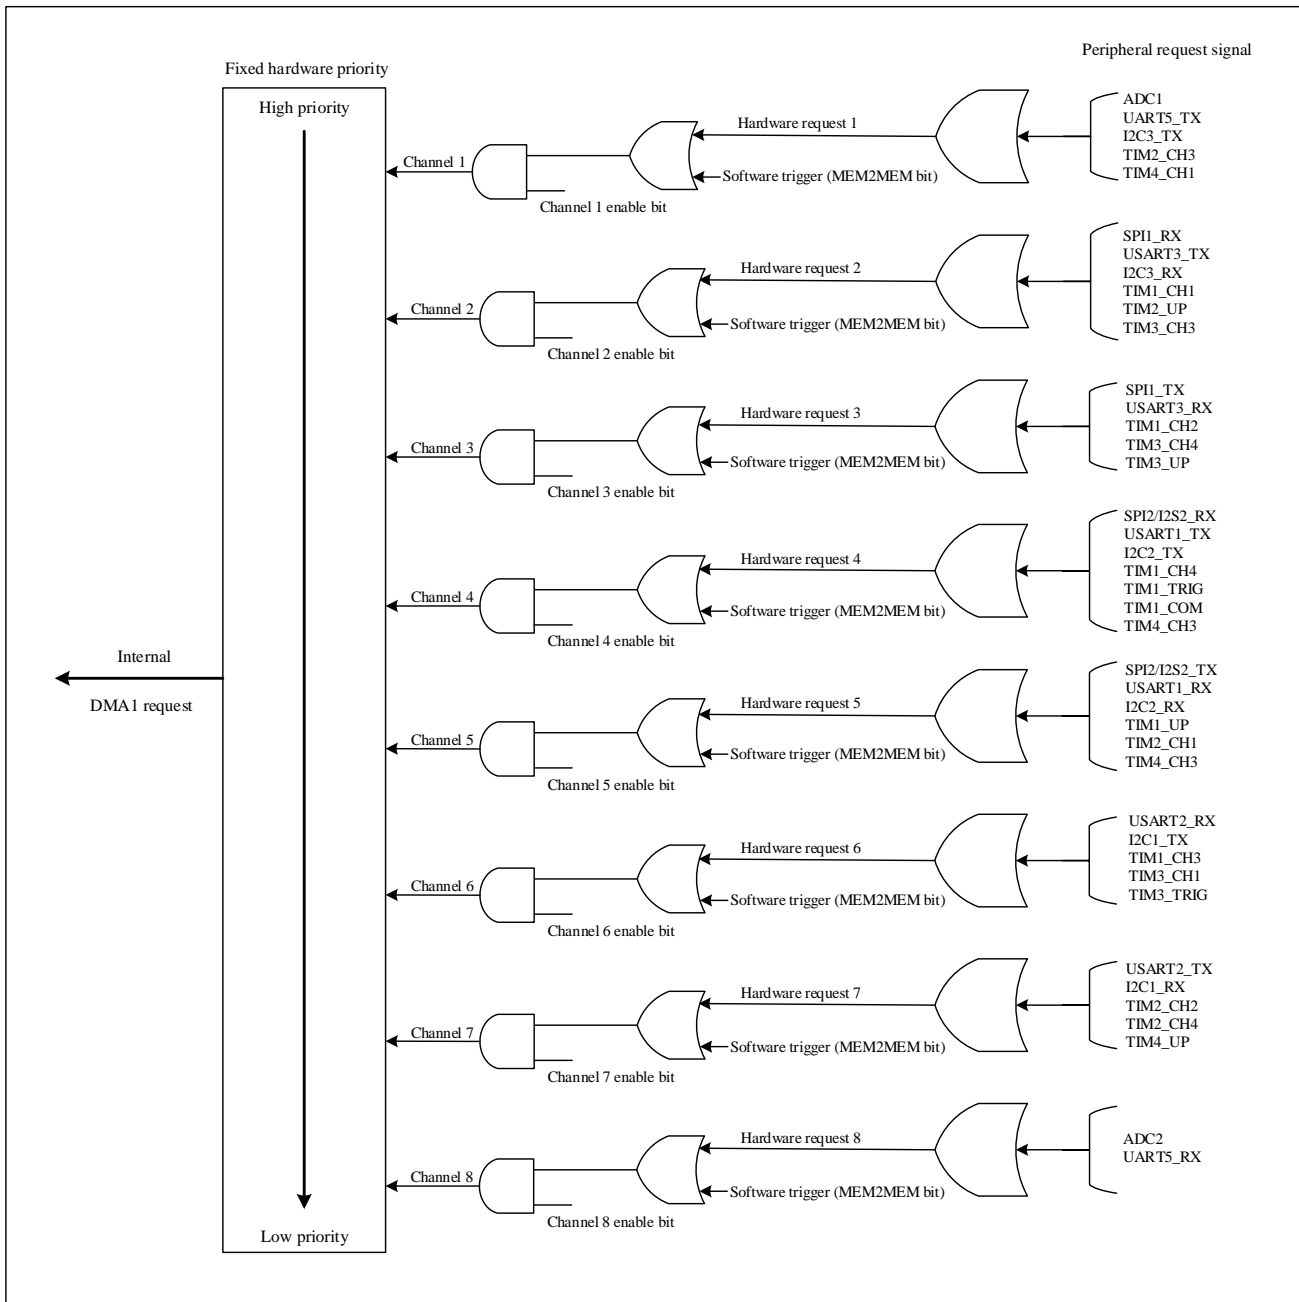 Peripheral request signal
Fixed hardware priority
High priority
ADC1
UART5_TX
I2C3_TX
TIM2_CH3
TIM4_CH1
Hardware request 1
Channel 1
Software trigger (MEM2MEM bit)
Channel 1 enable bit
SPI1_RX
USART3_TX
I2C3_RX
TIM1_CH1
TIM2_UP
TIM3_CH3
Hardware request 2
Channel 2
Software trigger (MEM2MEM bit)
Channel 2 enable bit
SPI1_TX
USART3_RX
TIM1_CH2
TIM3_CH4
TIM3_UP
Hardware request 3
Channel 3
Software trigger (MEM2MEM bit)
Channel 3 enable bit
SPI2/I2S2_RX
USART1_TX
I2C2_TX
TIM1_CH4
TIM1_TRIG
TIM1_COM
TIM4_CH3
Hardware request 4
Channel 4
Software trigger (MEM2MEM bit)
Channel 4 enable bit
Internal
DMA1 request
SPI2/I2S2_TX
USART1_RX
I2C2_RX
TIM1_UP
TIM2_CH1
TIM4_CH3
Hardware request 5
Channel 5
Software trigger (MEM2MEM bit)
Channel 5 enable bit
USART2_RX
I2C1_TX
TIM1_CH3
TIM3_CH1
TIM3_TRIG
Hardware request 6
Channel 6
Software trigger (MEM2MEM bit)
Channel 6 enable bit
USART2_TX
I2C1_RX
TIM2_CH2
TIM2_CH4
TIM4_UP
Hardware request 7
Channel 7
Software trigger (MEM2MEM bit)
Channel 7 enable bit
ADC2
UART5_RX
Hardware request 8
Channel 8
Software trigger (MEM2MEM bit)
Channel 8 enable bit
Low priority